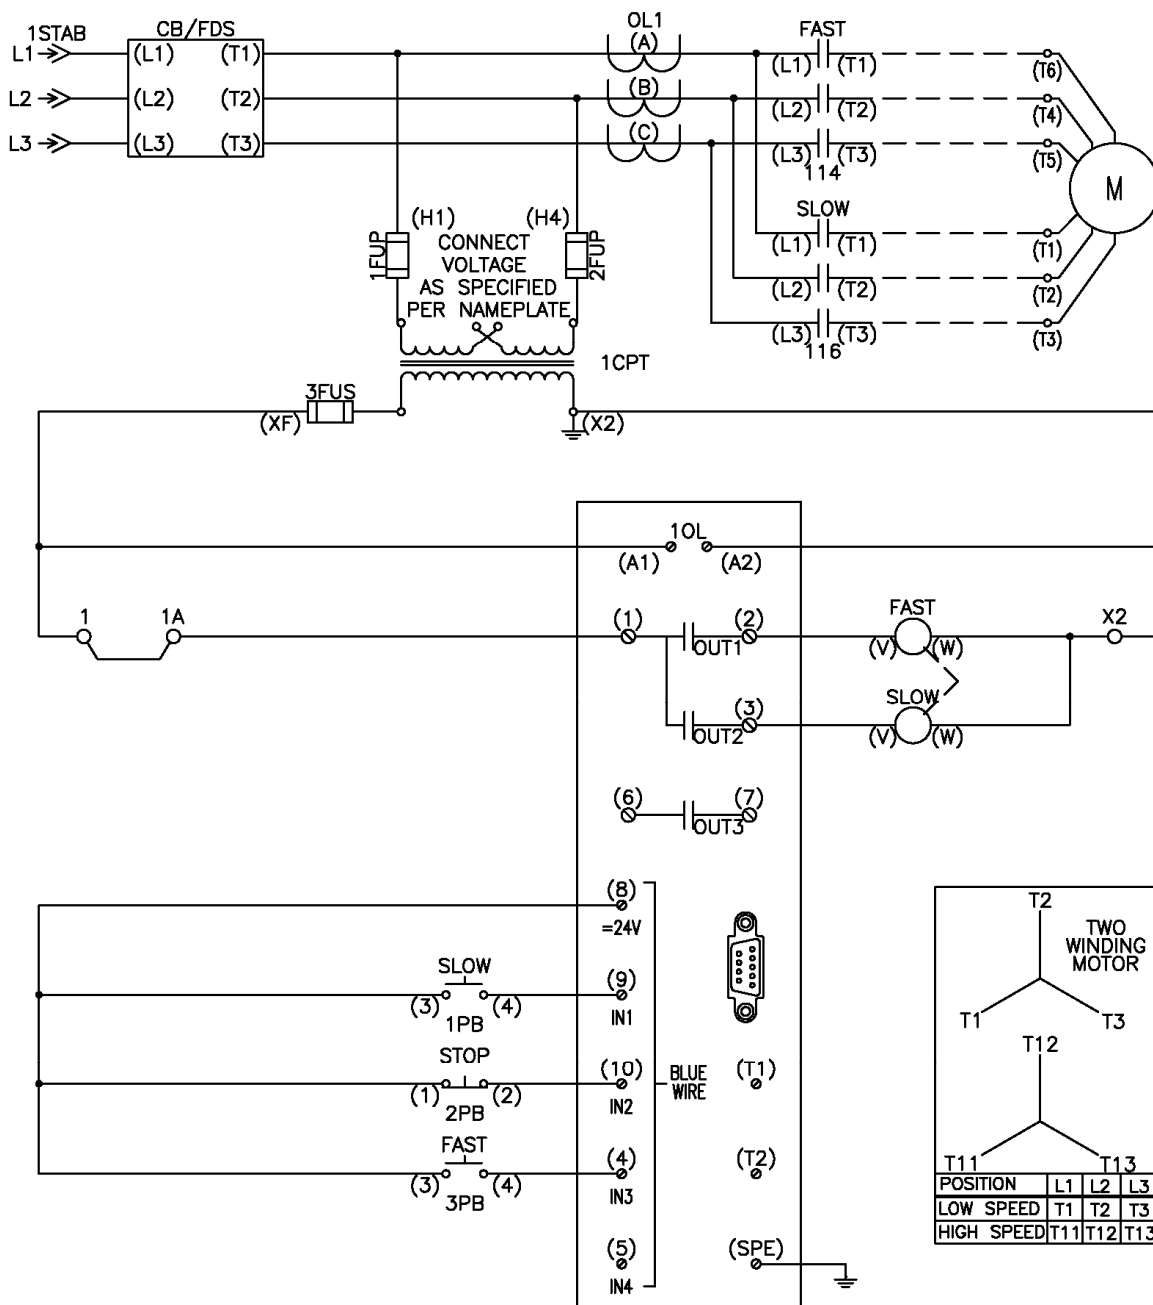 1STAB CB/FDS OL1 FAST
L1 (L1) (T1) (A) (L1) (T1) (T6)
L2 (L2) (T2) (B) (L2) (T2) (T4)
L3 (L3) (T3) (C) (L3) (T3) (T5)
114
M
SLOW
(L1) (T1) (T1)
(L2) (T2) (T2)
(L3) (T3) (T3)
116
(H1) (H4)
1FUP 2FUP
CONNECT
VOLTAGE
AS SPECIFIED
PER NAMEPLATE
1CPT
3FUS
(XF) (X2)
1OL
(A1) (A2)
1 1A (1) (2) FAST X2
OUT1 (V) (W)
(3) SLOW
OUT2 (V) (W)
(6) (7)
OUT3
(8)
=24V
SLOW (9)
(3) (4)
1PB IN1
STOP (10) (T1)
(1) (2)
2PB IN2
BLUE
WIRE
FAST (4) (T2)
(3) (4)
3PB IN3
(5) (SPE)
IN4
T2
TWO
WINDING
MOTOR
T1 T3
T12
T11 T13
POSITION L1 L2 L3
LOW SPEED T1 T2 T3
HIGH SPEED T11 T12 T13